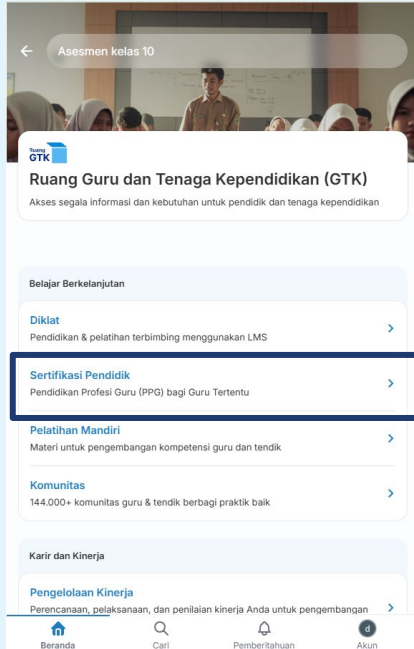 Asesmen kelas 10
Ruang
GTK
Ruang Guru dan Tenaga Kependidikan (GTK)
Akses segala informasi dan kebutuhan untuk pendidik dan tenaga kependidikan
Belajar Berkelanjutan
Diklat
Pendidikan & pelatihan terbimbing menggunakan LMS
Sertifikasi Pendidik
Pendidikan Profesi Guru (PPG) bagi Guru Tertentu
Pelatihan Mandiri
Materi untuk pengembangan kompetensi guru dan tendik
Komunitas
144.000+ komunitas guru & tendik berbagi praktik baik
Karir dan Kinerja
Pengelolaan Kinerja
Perencanaan, pelaksanaan, dan penilaian kinerja Anda untuk pengembangan
Beranda
Cari
Pemberitahuan
d
Akun